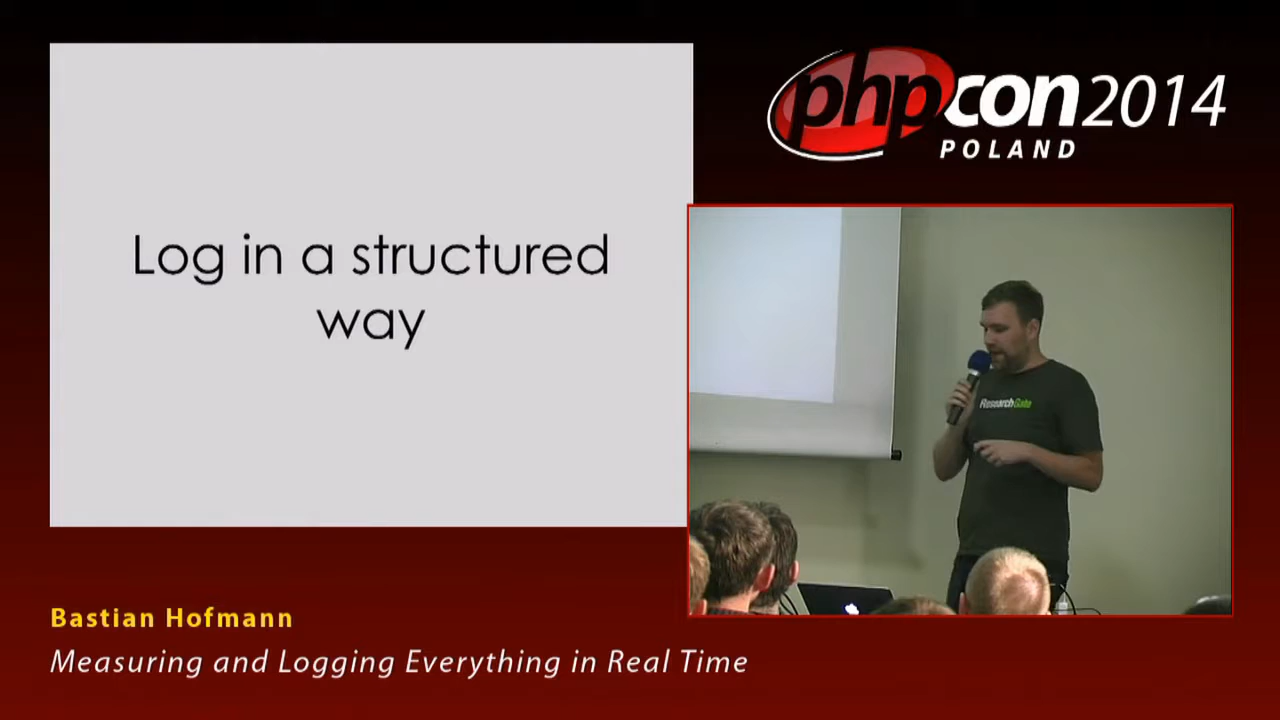 Log in a structured
way
phpcon2014
POLAND
ResearchGate
Bastian Hofmann
Measuring and Logging Everything in Real Time